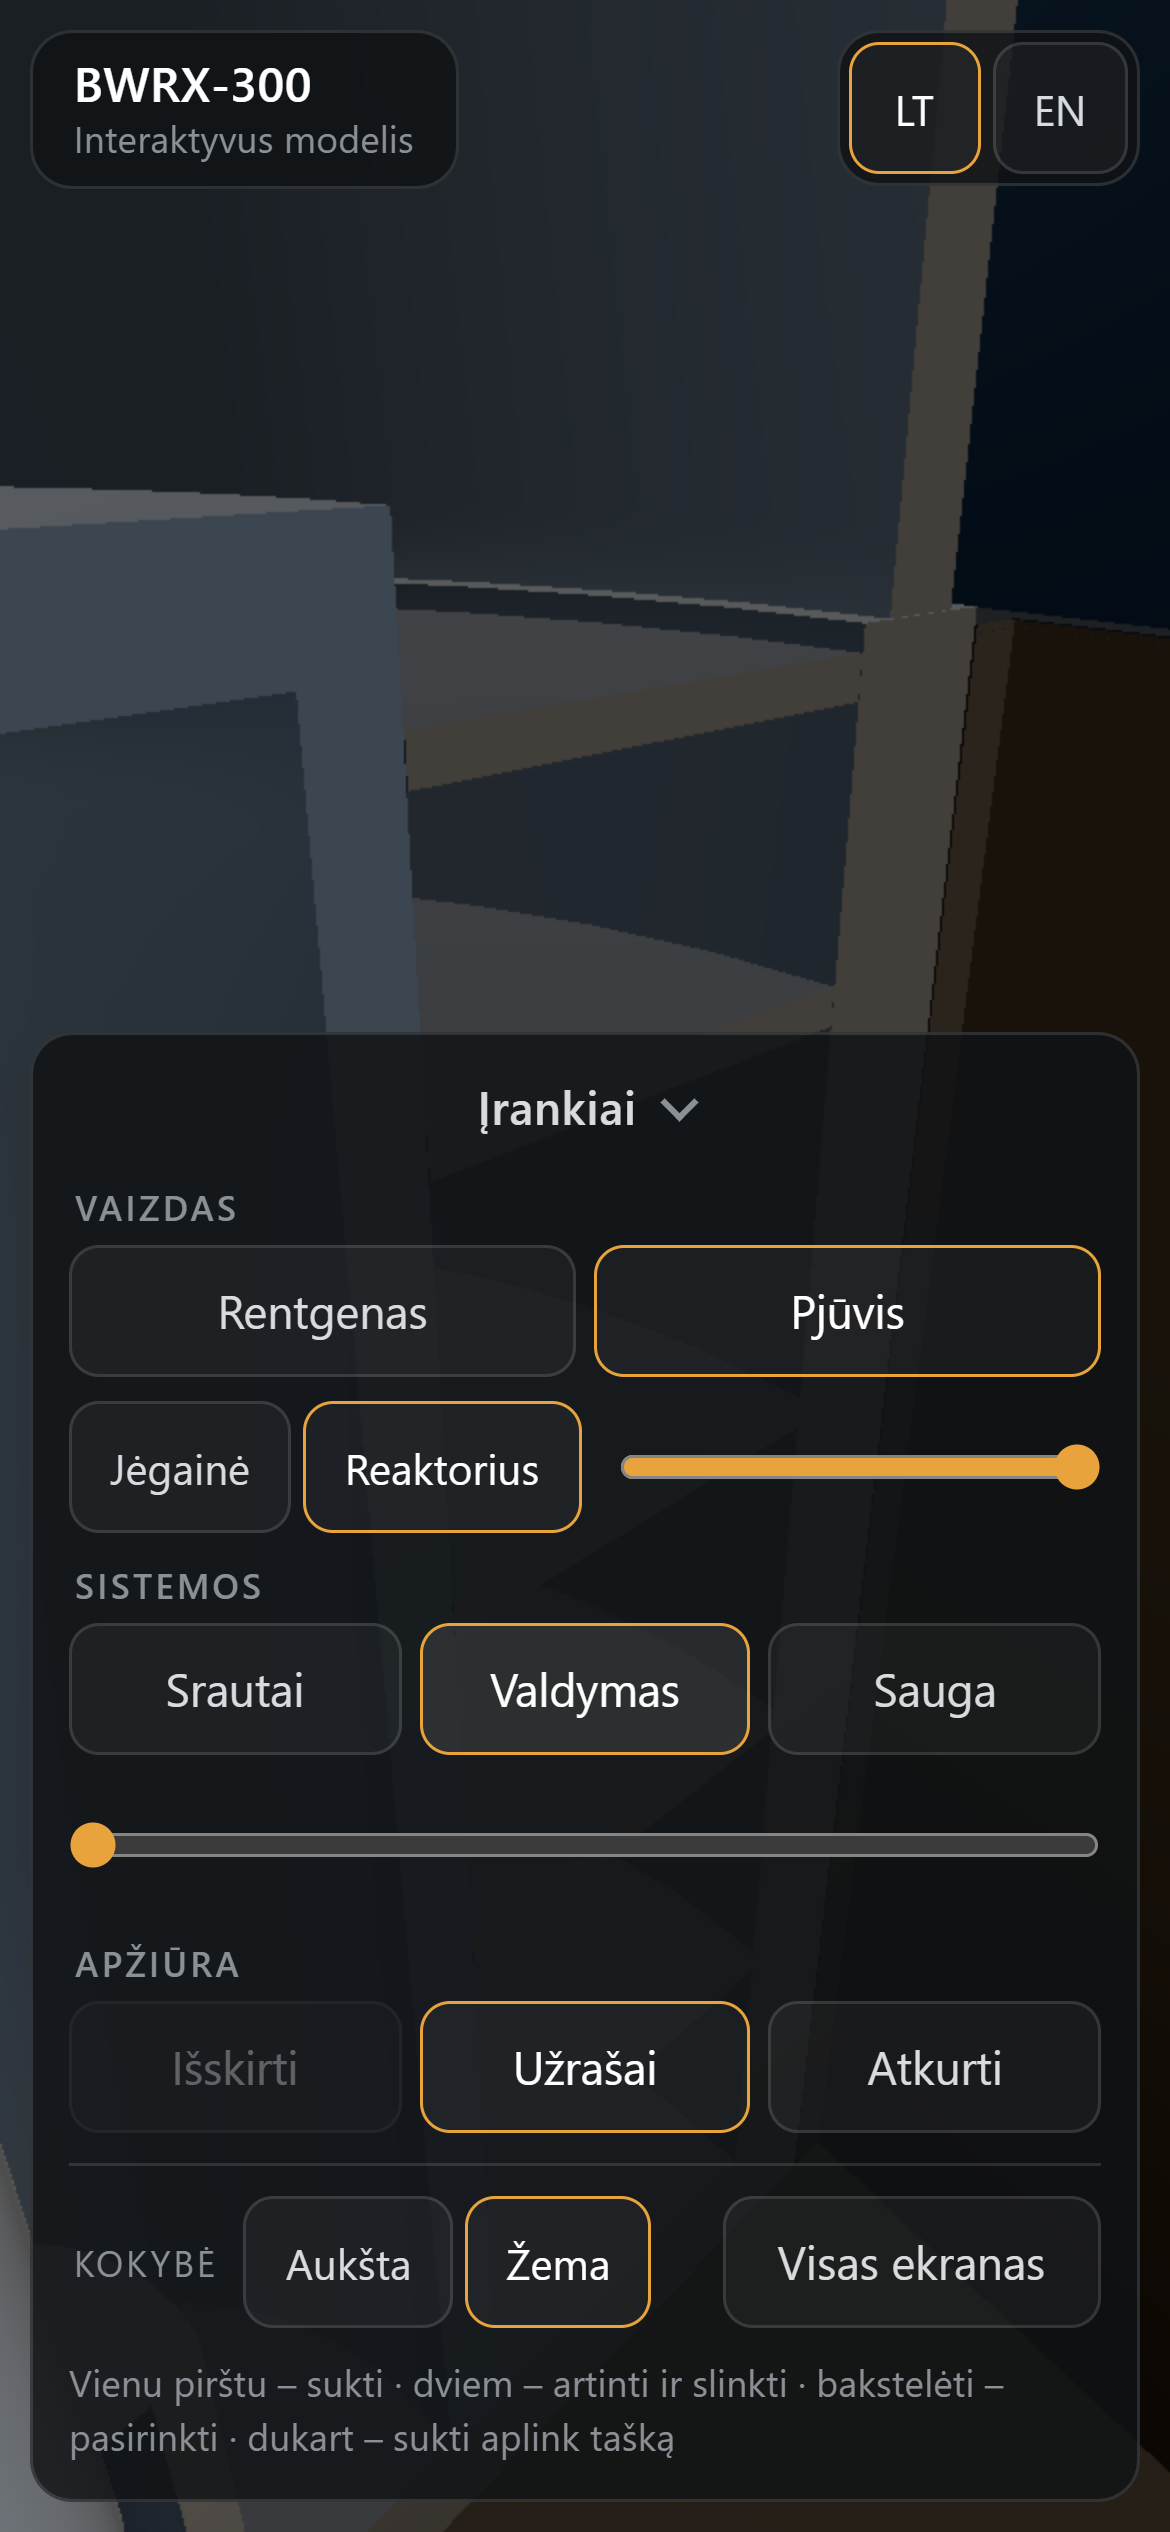 BWRX-300
Interaktyvus modelis
LT
EN
Įrankiai
VAIZDAS
Rentgenas
Pjūvis
Jėgainė
Reaktorius
SISTEMOS
Srautai
Valdymas
Sauga
APŽIŪRA
Išskirti
Užrašai
Atkurti
KOKYBĖ
Aukšta
Žema
Visas ekranas
Vienu pirštu – sukti · dviem – artinti ir slinkti · bakstelėti –
pasirinkti · dukart – sukti aplink tašką